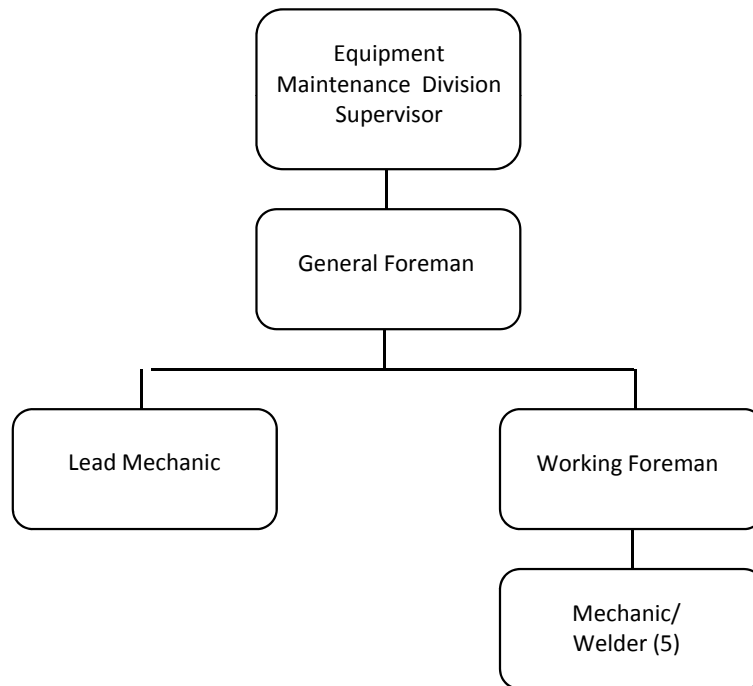 Equipment
Maintenance Division
Supervisor
General Foreman
Lead Mechanic
Working Foreman
Mechanic/
Welder (5)